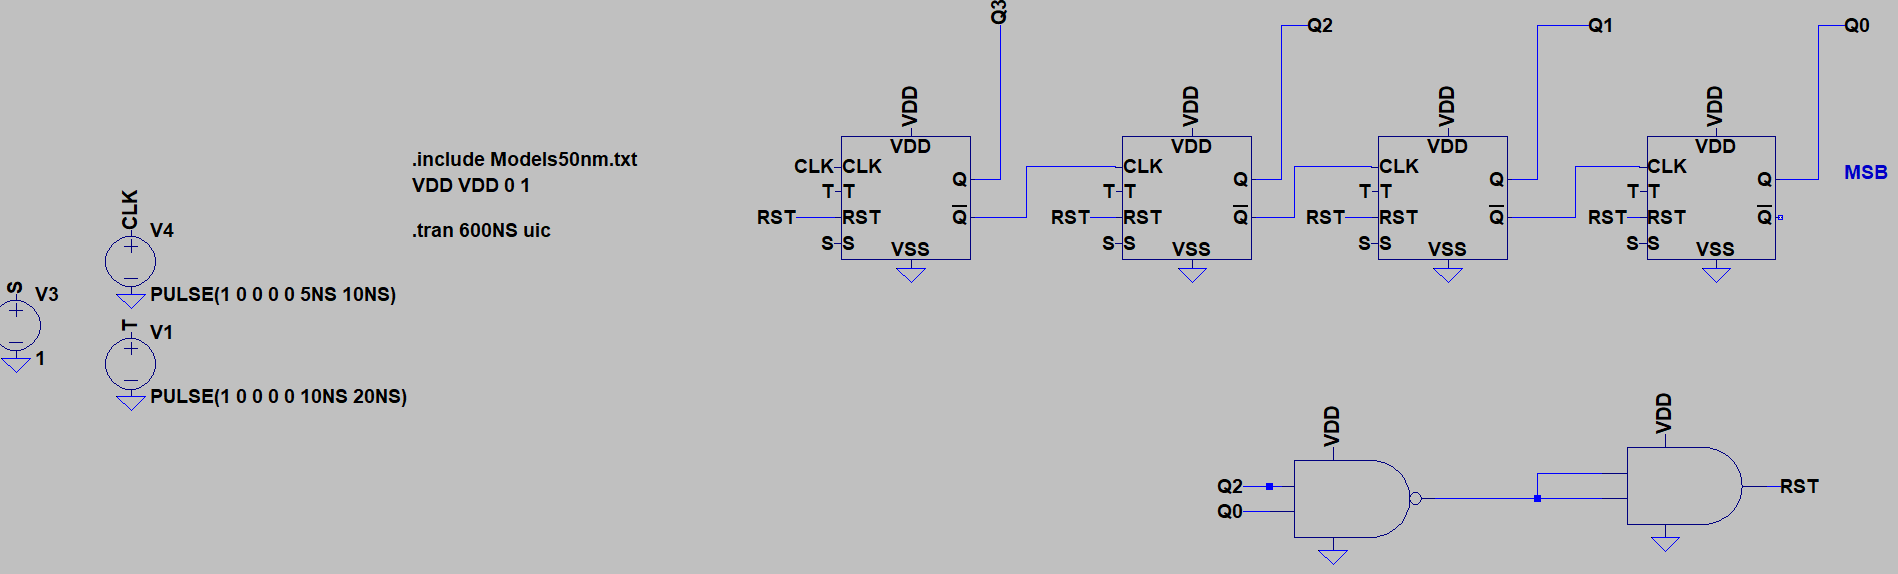 Q3
Q2
Q1
Q0
VDD
VDD
VDD
VDD
VDD
VDD
VDD
VDD
CLK
CLK
T
T
RST
RST
S
S
Q
Q
VSS
CLK
T
T
RST
RST
S
S
Q
Q
VSS
CLK
T
T
RST
RST
S
S
Q
Q
VSS
CLK
T
T
RST
RST
S
S
Q
Q
VSS
MSB
.include Models50nm.txt
VDD VDD 0 1
.tran 600NS uic
CLK
V4
PULSE(1 0 0 0 0 5NS 10NS)
S
V3
1
T
V1
PULSE(1 0 0 0 0 10NS 20NS)
VDD
Q2
Q0
VDD
RST